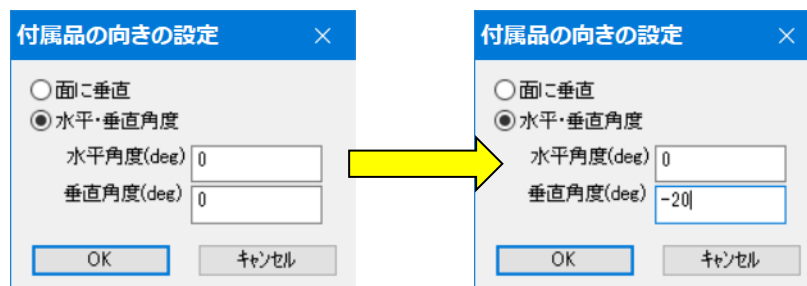 付属品の向きの設定
面に垂直
水平・垂直角度
水平角度(deg) 0
垂直角度(deg) 0
OK キャンセル
付属品の向きの設定
面に垂直
水平・垂直角度
水平角度(deg) 0
垂直角度(deg) -20
OK キャンセル